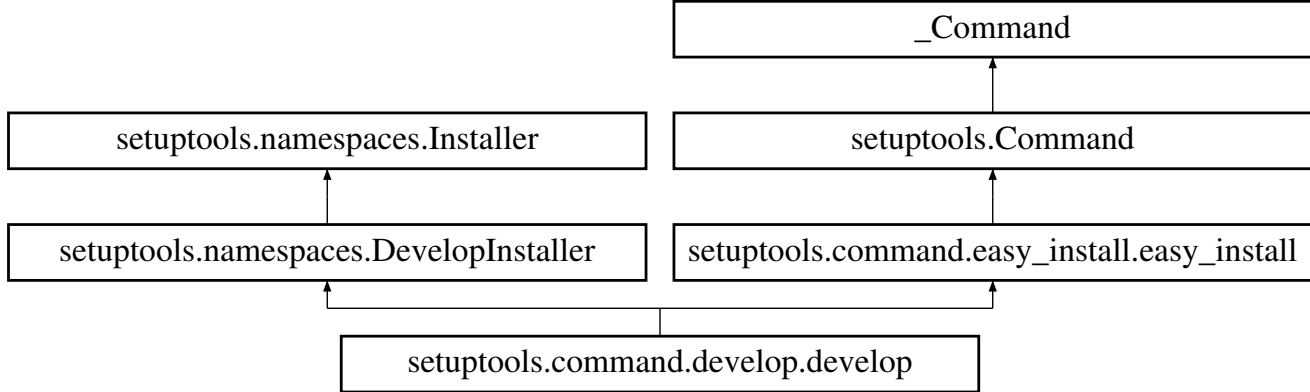 _Command
setuptools.namespaces.Installer
setuptools.Command
setuptools.namespaces.DevelopInstaller
setuptools.command.easy_install.easy_install
setuptools.command.develop.develop